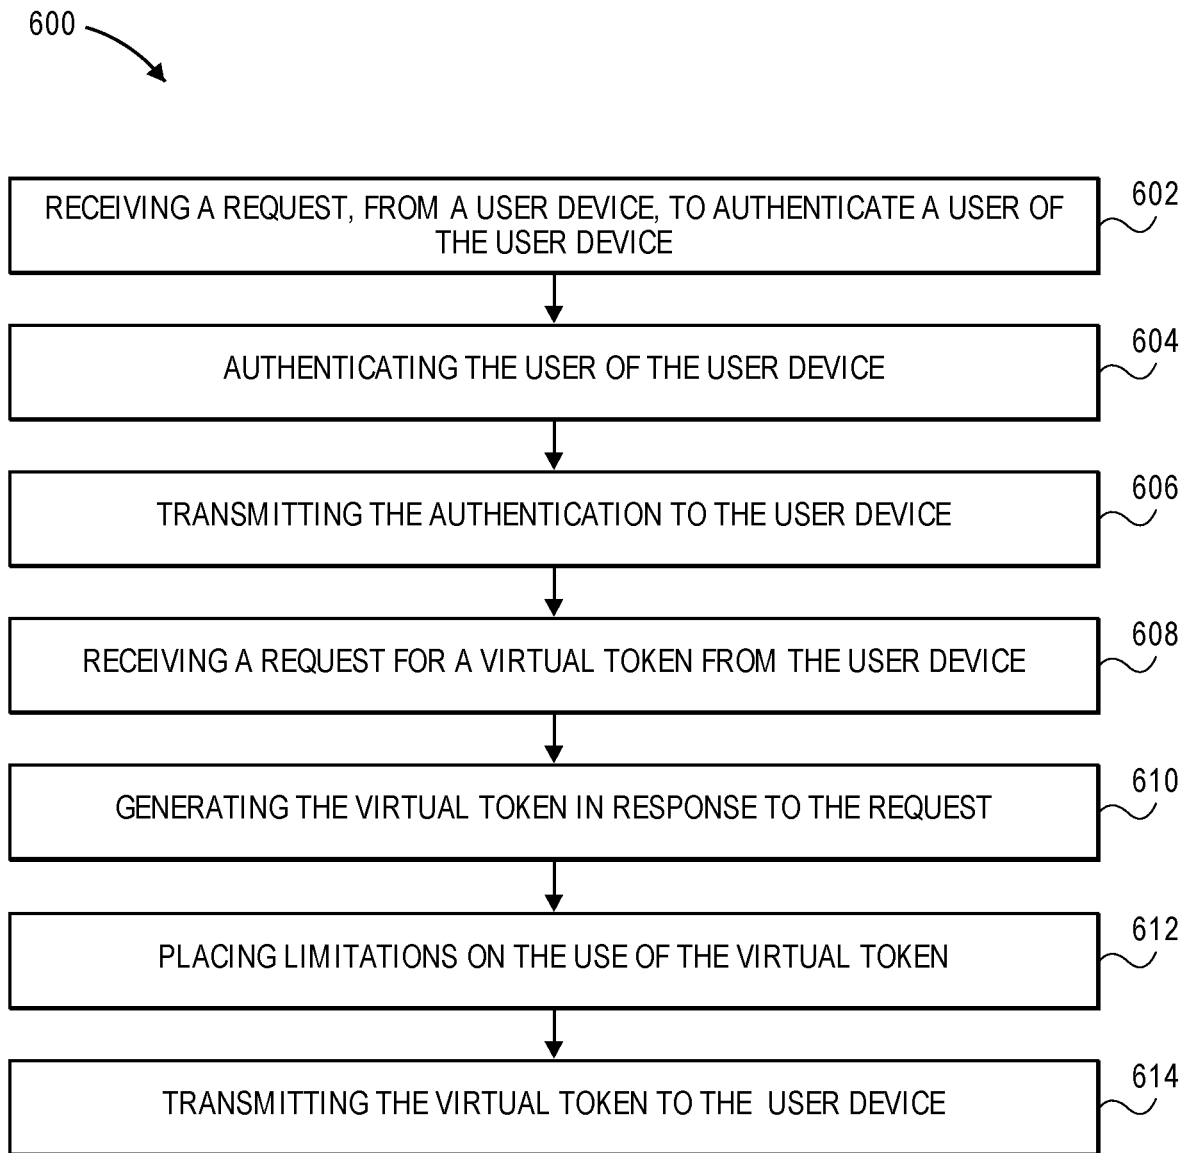 600
RECEIVING A REQUEST, FROM A USER DEVICE, TO AUTHENTICATE A USER OF
THE USER DEVICE
602
AUTHENTICATING THE USER OF THE USER DEVICE
604
TRANSMITTING THE AUTHENTICATION TO THE USER DEVICE
606
RECEIVING A REQUEST FOR A VIRTUAL TOKEN FROM THE USER DEVICE
608
GENERATING THE VIRTUAL TOKEN IN RESPONSE TO THE REQUEST
610
PLACING LIMITATIONS ON THE USE OF THE VIRTUAL TOKEN
612
TRANSMITTING THE VIRTUAL TOKEN TO THE USER DEVICE
614